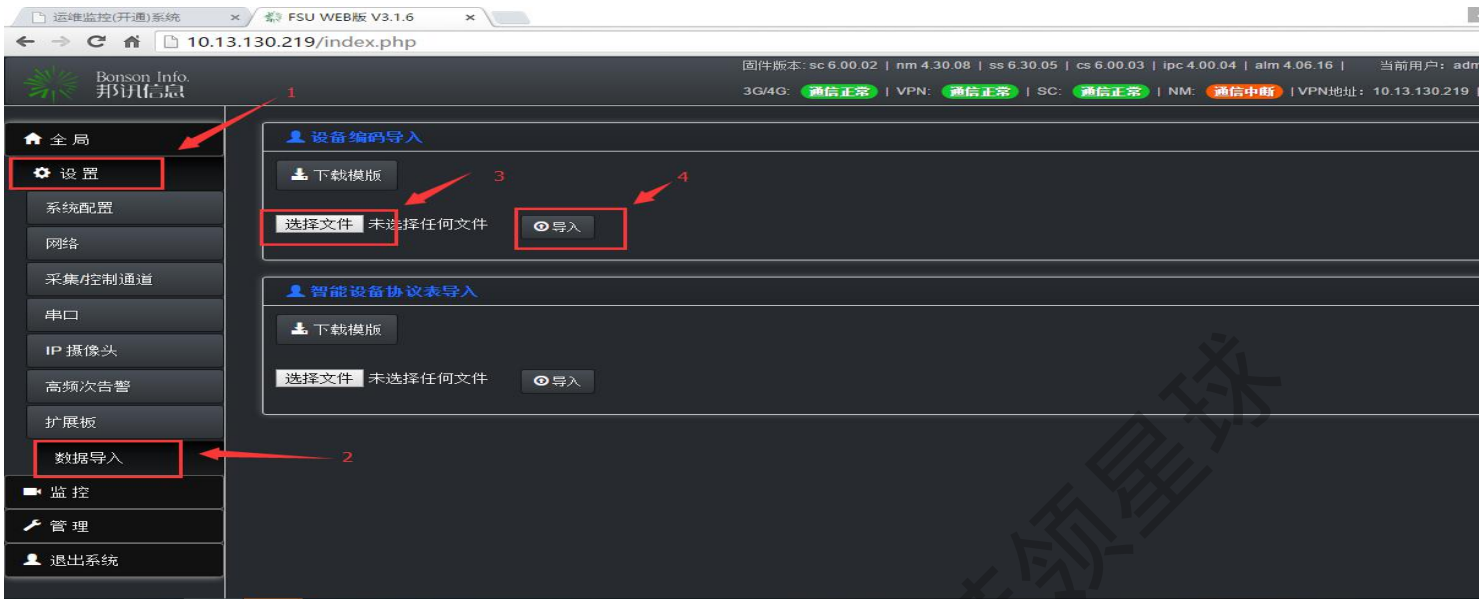 运维监控(开通)系统
FSU WEB版 V3.1.6
10.13.130.219/index.php
Bonson Info.
邦讯信息
固件版本: sc 6.00.02 | nm 4.30.08 | ss 6.30.05 | cs 6.00.03 | ipc 4.00.04 | alm 4.06.16 | 当前用户: adm
3G/4G: 通信正常 | VPN: 通信正常 | SC: 通信正常 | NM: 通信中断 | VPN地址: 10.13.130.219 |
1
全局
设置
系统配置
网络
采集/控制通道
串口
IP 摄像头
高频次告警
扩展板
数据导入
2
监控
管理
退出系统
设备编码导入
下载模版
3
4
选择文件 未选择任何文件 导入
智能设备协议表导入
下载模版
选择文件 未选择任何文件 导入
领星球